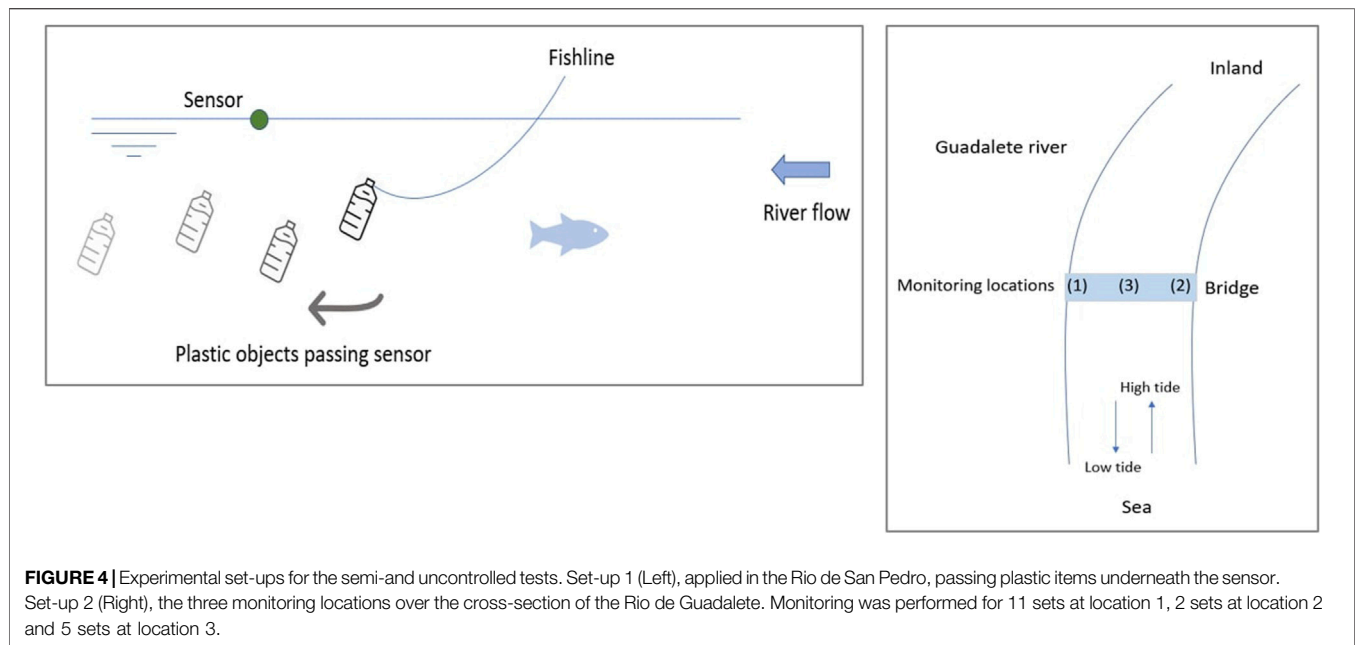 Fishline
Sensor
River flow
Plastic objects passing sensor
Inland
Guadalete river
Monitoring locations (1) (3) (2) Bridge
High tide
Low tide
Sea
FIGURE 4 | Experimental set-ups for the semi-and uncontrolled tests. Set-up 1 (Left), applied in the Rio de San Pedro, passing plastic items underneath the sensor.
Set-up 2 (Right), the three monitoring locations over the cross-section of the Rio de Guadalete. Monitoring was performed for 11 sets at location 1, 2 sets at location 2
and 5 sets at location 3.